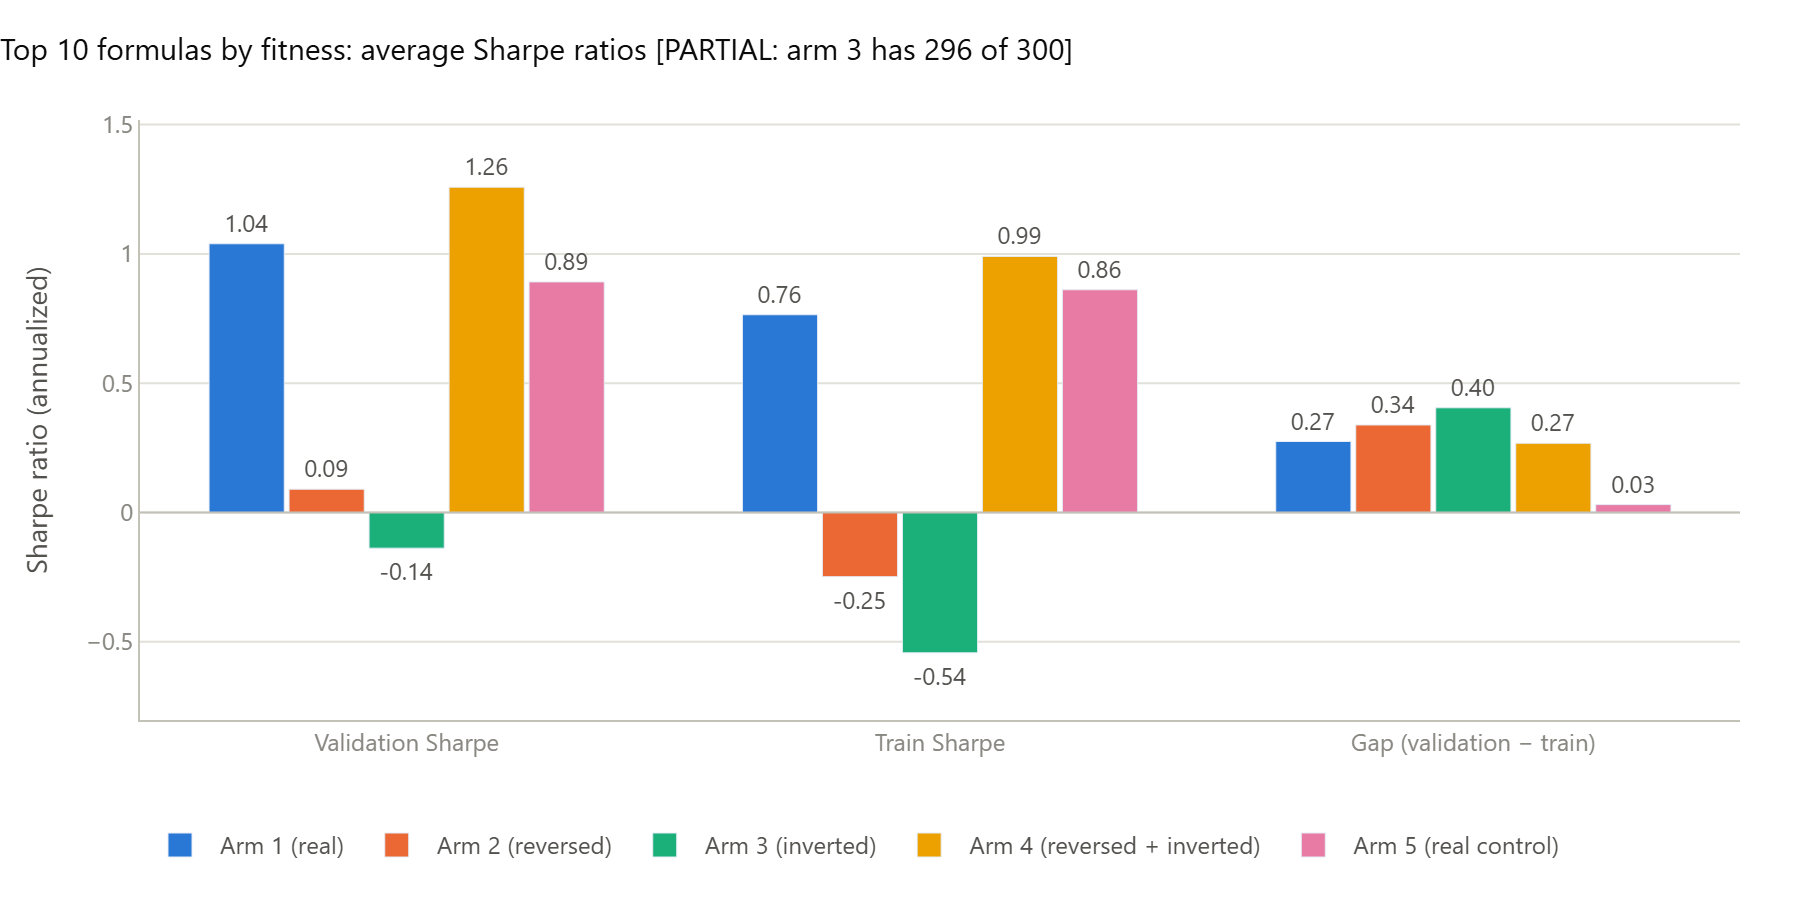 Top 10 formulas by fitness: average Sharpe ratios [PARTIAL: arm 3 has 296 of 300]
Sharpe ratio (annualized)
1.5
1
0.5
0
−0.5
1.04
0.09
-0.14
1.26
0.89
0.76
-0.25
-0.54
0.99
0.86
0.27
0.34
0.40
0.27
0.03
Validation Sharpe
Train Sharpe
Gap (validation − train)
Arm 1 (real)
Arm 2 (reversed)
Arm 3 (inverted)
Arm 4 (reversed + inverted)
Arm 5 (real control)